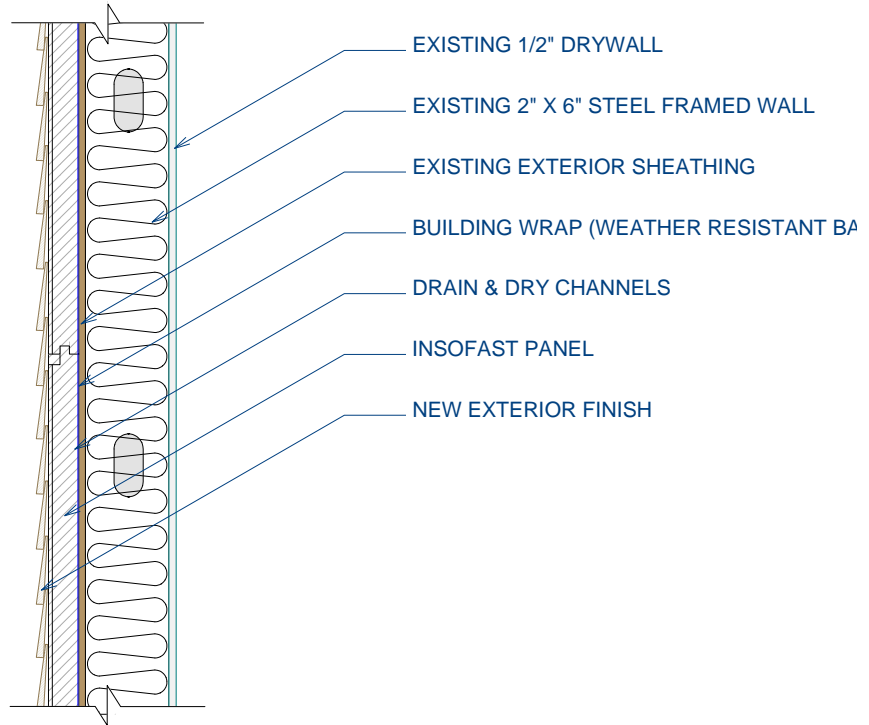 EXISTING 1/2" DRYWALL
EXISTING 2" X 6" STEEL FRAMED WALL
EXISTING EXTERIOR SHEATHING
BUILDING WRAP (WEATHER RESISTANT BA
DRAIN & DRY CHANNELS
INSOFAST PANEL
NEW EXTERIOR FINISH